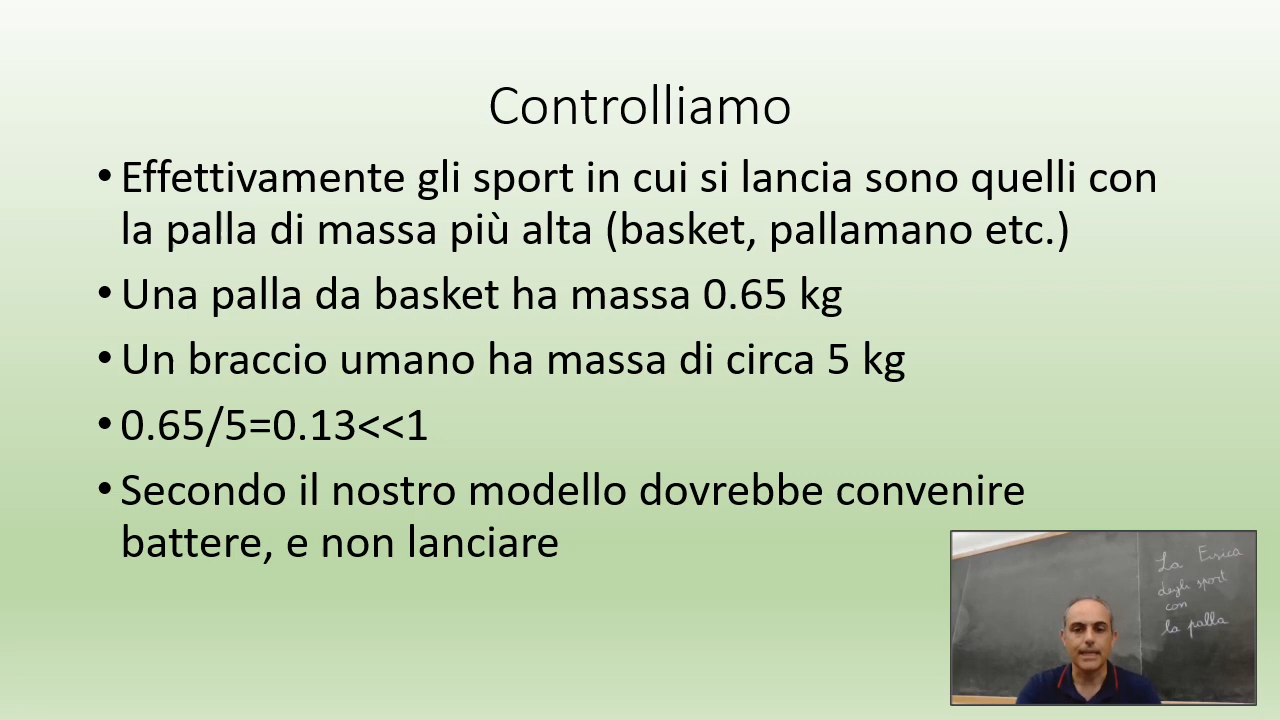 Controlliamo
• Effettivamente gli sport in cui si lancia sono quelli con
la palla di massa più alta (basket, pallamano etc.)
• Una palla da basket ha massa 0.65 kg
• Un braccio umano ha massa di circa 5 kg
• 0.65/5=0.13<<1
• Secondo il nostro modello dovrebbe convenire
battere, e non lanciare
La Fisica
degli sport
con
la palla